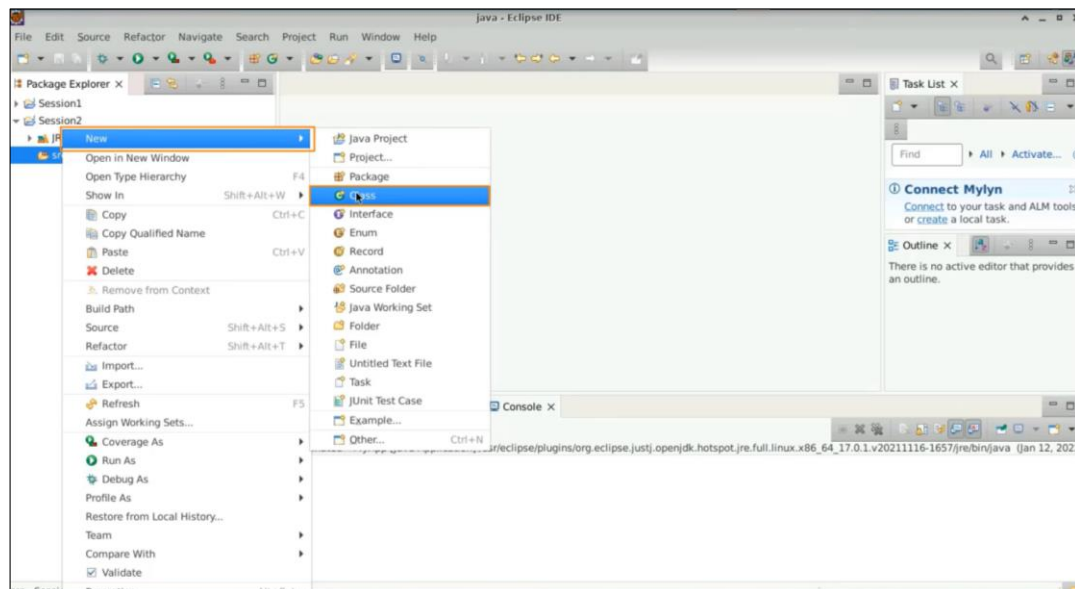 java - Eclipse IDE
File Edit Source Refactor Navigate Search Project Run Window Help
Package Explorer
Session1
Session2
New
Open in New Window
Open Type Hierarchy F4
Show In Shift+Alt+W
Copy Ctrl+C
Copy Qualified Name
Paste Ctrl+V
Delete
Remove from Context
Build Path
Source Shift+Alt+S
Refactor Shift+Alt+T
Import...
Export...
Refresh F5
Assign Working Sets...
Coverage As
Run As
Debug As
Profile As
Restore from Local History...
Team
Compare With
Validate
Java Project
Project...
Package
Class
Interface
Enum
Record
Annotation
Source Folder
Java Working Set
Folder
File
Untitled Text File
Task
JUnit Test Case
Example...
Other... Ctrl+N
Task List
Find All Activate...
Connect Mylyn
Connect to your task and ALM tools
or create a local task.
Outline
There is no active editor that provides
an outline.
Console
/eclipse/plugins/org.eclipse.justj.openjdk.hotspot.jre.full.linux.x86_64_17.0.1.v20211116-1657/jre/bin/java (Jan 12, 202